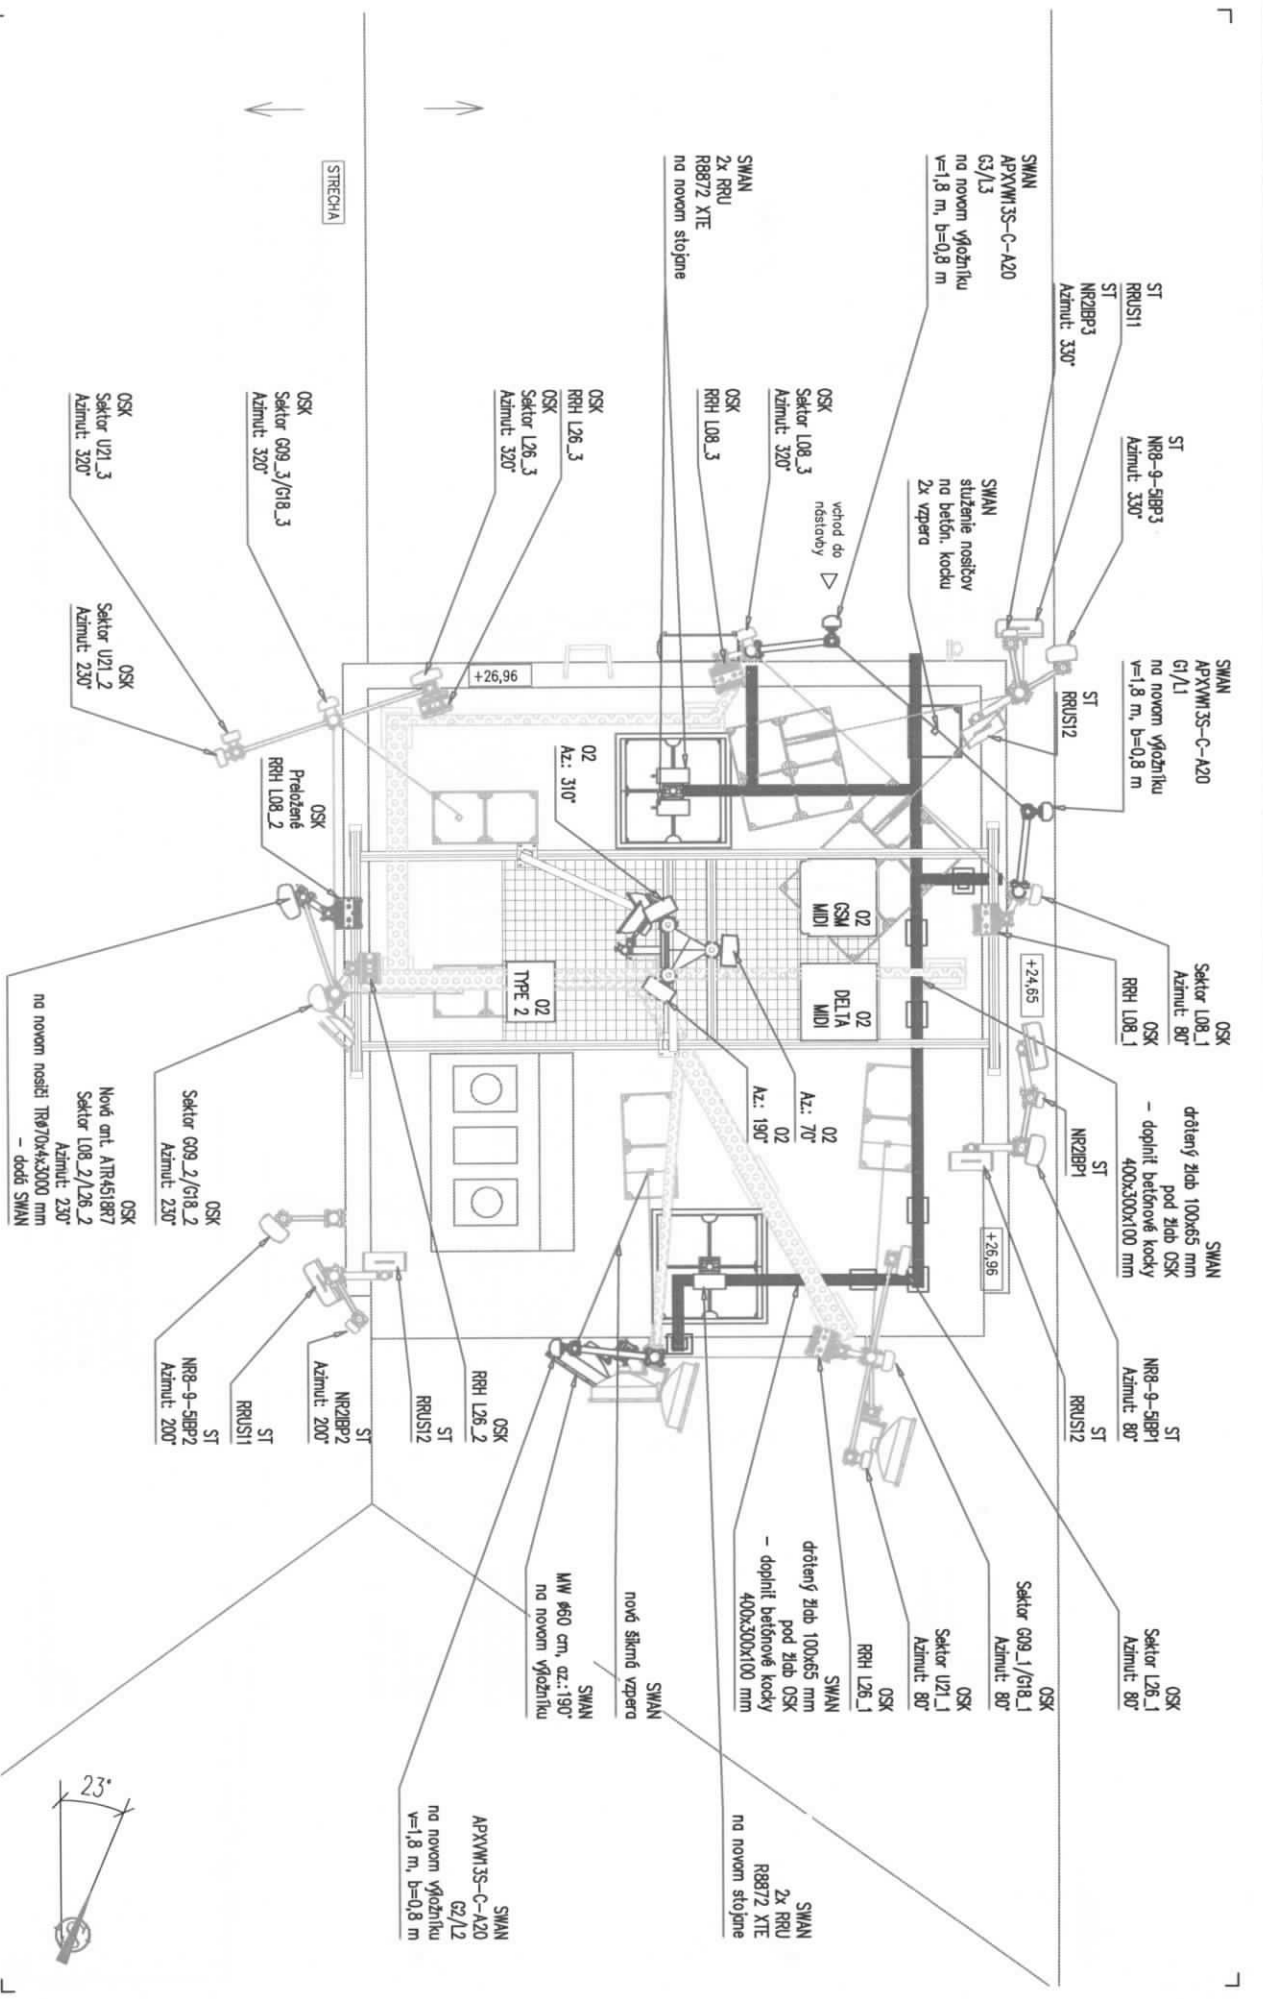 SWAN
APXVW13S-C-A20
G3/L3
na novom výložníku
v=1,8 m, b=0,8 m
ST
RRUS11
ST
NR2IBP3
Azimut: 330°
ST
NR8-9-5IBP3
Azimut: 330°
SWAN
APXVW13S-C-A20
G1/L1
na novom výložníku
v=1,8 m, b=0,8 m
ST
RRUS12
OSK
Sektor L08_1
Azimut: 80°
OSK
RRH L08_1
SWAN
drôtený žlab 100x65 mm
pod žlab OSK
- doplniť betónové kocky
400x300x100 mm
ST
NR2IBP1
ST
NR8-9-5IBP1
Azimut: 80°
ST
RRUS12
OSK
Sektor L26_1
Azimut: 80°
OSK
Sektor G09_1/G18_1
Azimut: 80°
OSK
Sektor U21_1
Azimut: 80°
OSK
RRH L26_1
SWAN
drôtený žlab 100x65 mm
pod žlab OSK
- doplniť betónové kocky
400x300x100 mm
SWAN
2x RRU
R8872 XTE
na novom stojane
SWAN
nová šikmá vzpera
SWAN
MW ø60 cm, az.:190°
na novom výložníku
SWAN
APXVW13S-C-A20
G2/L2
na novom výložníku
v=1,8 m, b=0,8 m
SWAN
2x RRU
R8872 XTE
na novom stojane
SWAN
stuženie nosičov
na betón. kocku
2x vzpera
vchod do
nástavby
OSK
Sektor L08_3
Azimut: 320°
OSK
RRH L08_3
OSK
RRH L26_3
OSK
Sektor L26_3
Azimut: 320°
OSK
Sektor G09_3/G18_3
Azimut: 320°
OSK
Sektor U21_3
Azimut: 320°
OSK
Sektor U21_2
Azimut: 230°
STRECHA
+26,96
+24,65
+26,96
O2
GSM
MIDI
O2
DELTA
MIDI
O2
TYPE 2
O2
Az.: 310°
O2
Az.: 70°
O2
Az.: 190°
OSK
Preložené
RRH L08_2
OSK
Nová ant. ATR4518R7
Sektor L08_2/L26_2
Azimut: 230°
na novom nosiči TRø70x4x3000 mm
- dodá SWAN
OSK
Sektor G09_2/G18_2
Azimut: 230°
OSK
RRH L26_2
ST
RRUS12
ST
NR2IBP2
Azimut: 200°
ST
RRUS11
ST
NR8-9-5IBP2
Azimut: 200°
23°
S